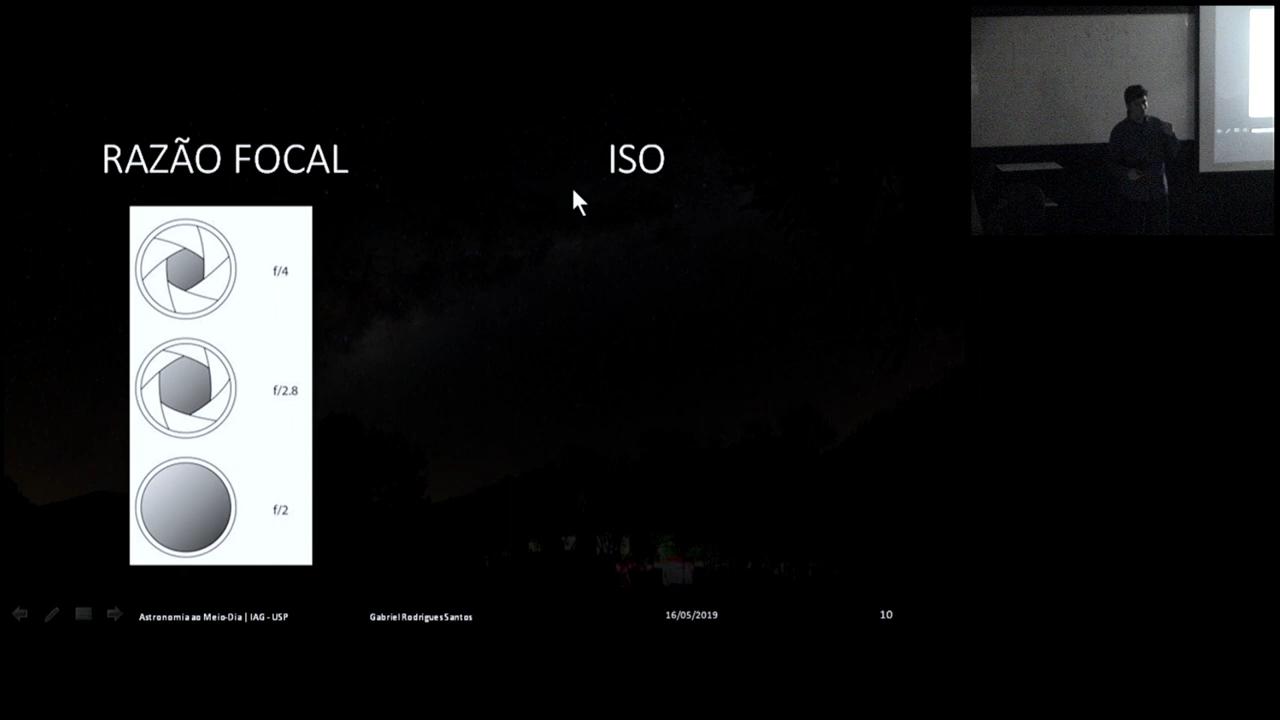 RAZÃO FOCAL
ISO
f/4
f/2.8
f/2
Astronomia ao Meio-Dia | IAG - USP
Gabriel Rodrigues Santos
16/05/2019
10